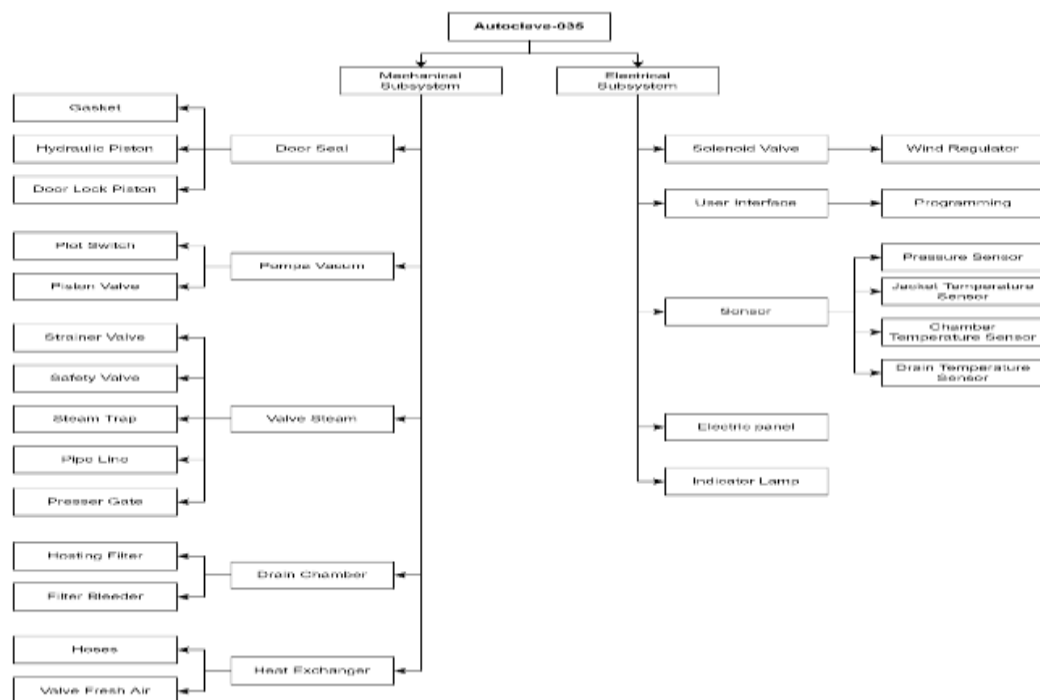 Autoclave-035
Mechanical
Subsystem
Electrical
Subsystem
Gasket
Hydraulic Piston
Door Lock Piston
Door Seal
Plot Switch
Piston Valve
Pompa Vacum
Strainer Valve
Safety Valve
Steam Trap
Pipe Line
Presser Gate
Valve Steam
Hosting Filter
Filter Bleeder
Drain Chamber
Hoses
Valve Fresh Air
Heat Exchanger
Solenoid Valve
Wind Regulator
User Interface
Programming
Sensor
Pressure Sensor
Jacket Temperature
Sensor
Chamber
Temperature Sensor
Drain Temperature
Sensor
Electric panel
Indicator Lamp